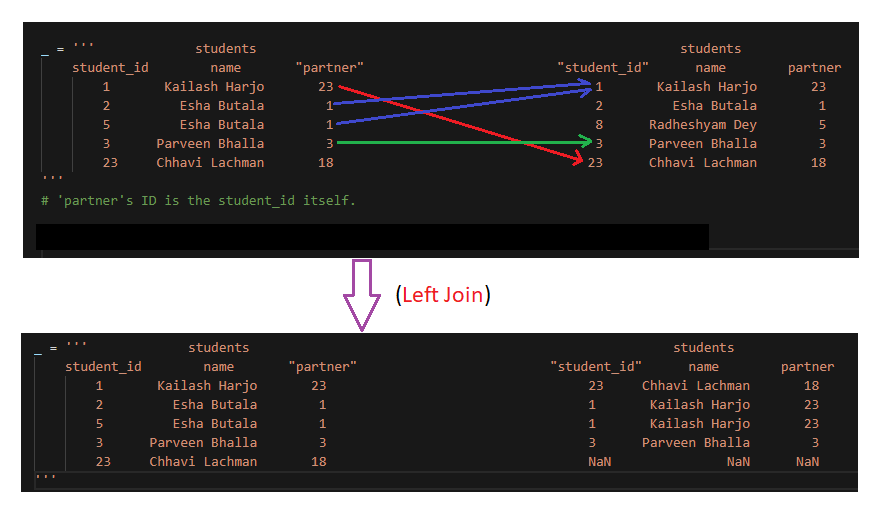 _ = ''' students students
student_id name "partner" "student_id" name partner
1 Kailash Harjo 23 1 Kailash Harjo 23
2 Esha Butala 1 2 Esha Butala 1
5 Esha Butala 1 8 Radheshyam Dey 5
3 Parveen Bhalla 3 3 Parveen Bhalla 3
23 Chhavi Lachman 18 23 Chhavi Lachman 18
'''
# 'partner's ID is the student_id itself.
(Left Join)
_ = ''' students students
student_id name "partner" "student_id" name partner
1 Kailash Harjo 23 23 Chhavi Lachman 18
2 Esha Butala 1 1 Kailash Harjo 23
5 Esha Butala 1 1 Kailash Harjo 23
3 Parveen Bhalla 3 3 Parveen Bhalla 3
23 Chhavi Lachman 18 NaN NaN NaN
'''